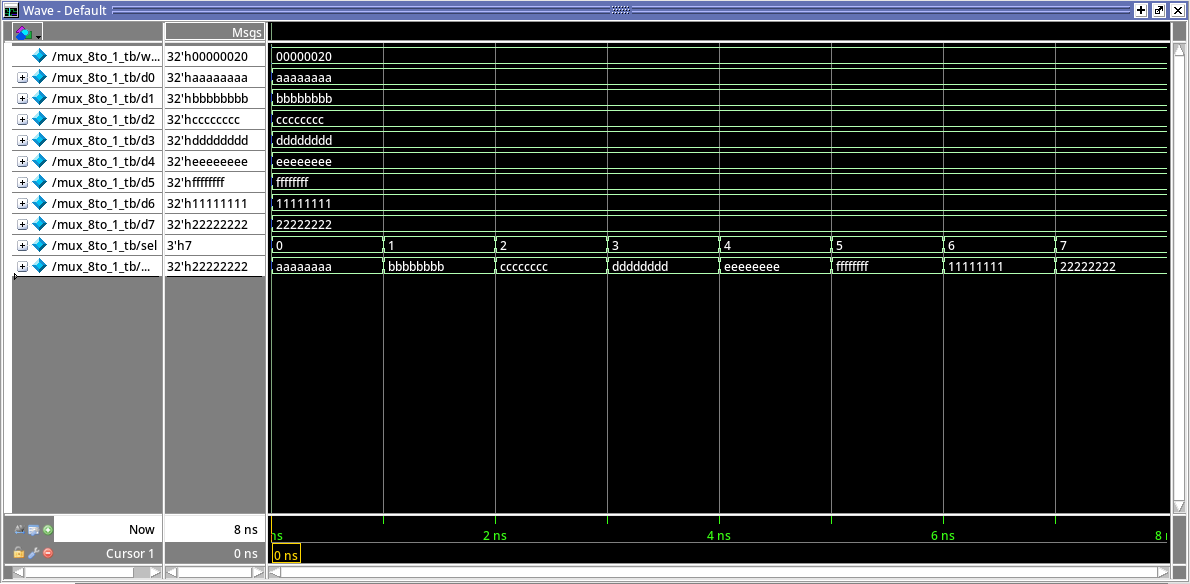 Wave - Default
Msgs
/mux_8to_1_tb/w... 32'h00000020 00000020
/mux_8to_1_tb/d0 32'haaaaaaaa aaaaaaaa
/mux_8to_1_tb/d1 32'hbbbbbbbb bbbbbbbb
/mux_8to_1_tb/d2 32'hcccccccc cccccccc
/mux_8to_1_tb/d3 32'hdddddddd dddddddd
/mux_8to_1_tb/d4 32'heeeeeeee eeeeeeee
/mux_8to_1_tb/d5 32'hffffffff ffffffff
/mux_8to_1_tb/d6 32'h11111111 11111111
/mux_8to_1_tb/d7 32'h22222222 22222222
/mux_8to_1_tb/sel 3'h7 0 1 2 3 4 5 6 7
/mux_8to_1_tb/... 32'h22222222 aaaaaaaa bbbbbbbb cccccccc dddddddd eeeeeeee ffffffff 11111111 22222222
Now 8 ns ns 2 ns 4 ns 6 ns 8
Cursor 1 0 ns 0 ns